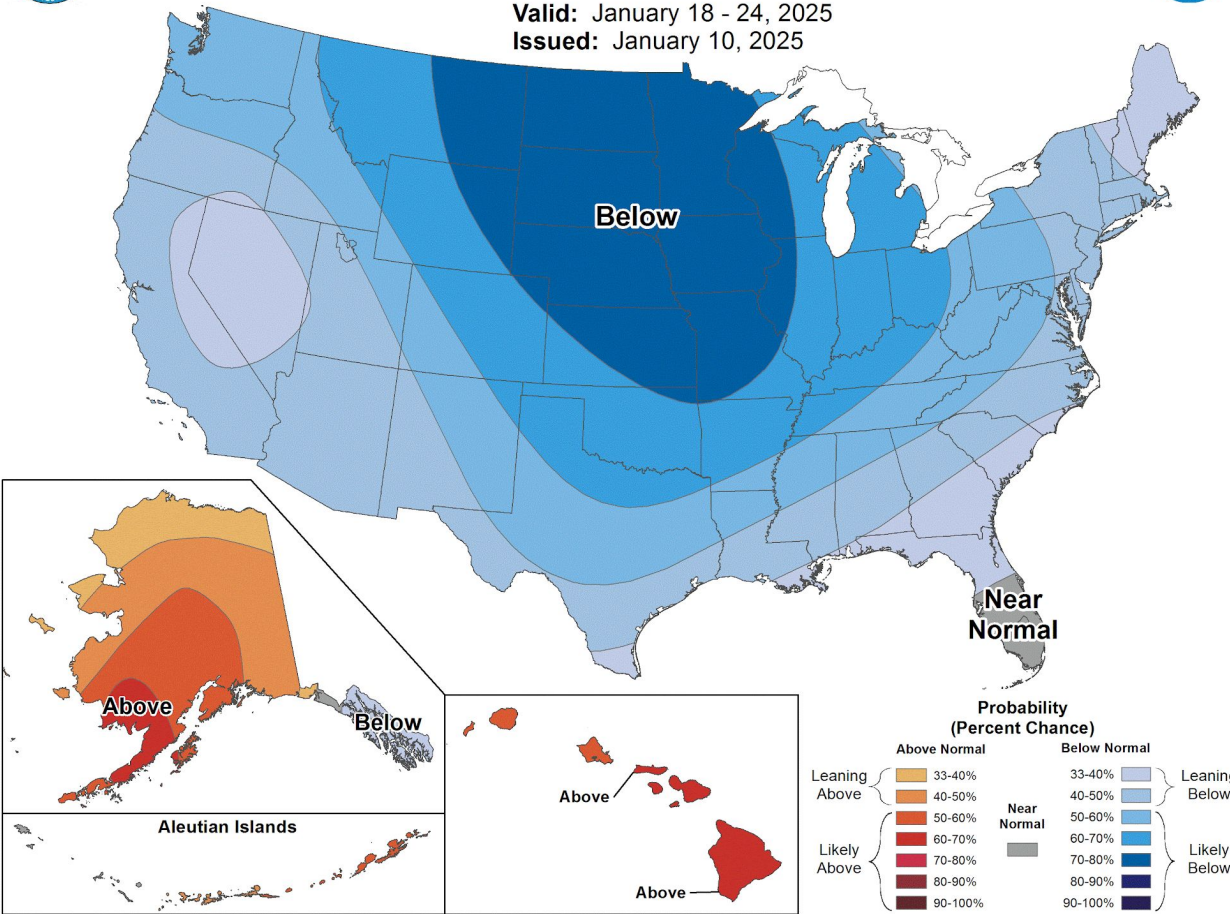 Valid: January 18 - 24, 2025
Issued: January 10, 2025
Below
Near
Normal
Above
Below
Aleutian Islands
Above
Above
Probability
(Percent Chance)
Above Normal
Below Normal
Leaning
Above
33-40%
40-50%
Likely
Above
50-60%
60-70%
70-80%
80-90%
90-100%
Near
Normal
33-40%
40-50%
Leaning
Below
50-60%
60-70%
70-80%
80-90%
90-100%
Likely
Below